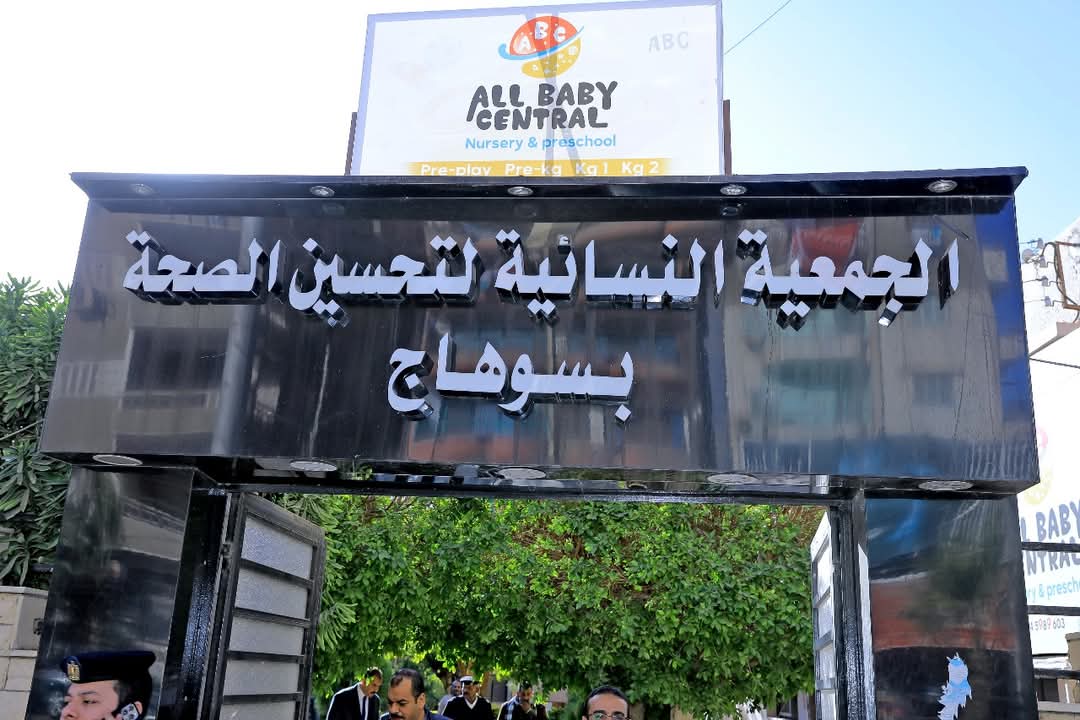 ABC
ABC
ALL BABY
CENTRAL
Nursery & preschool
Pre-play Pre-kg Kg 1 Kg 2
الجمعية النسائية لتحسين الصحة
بسوهاج
BABY